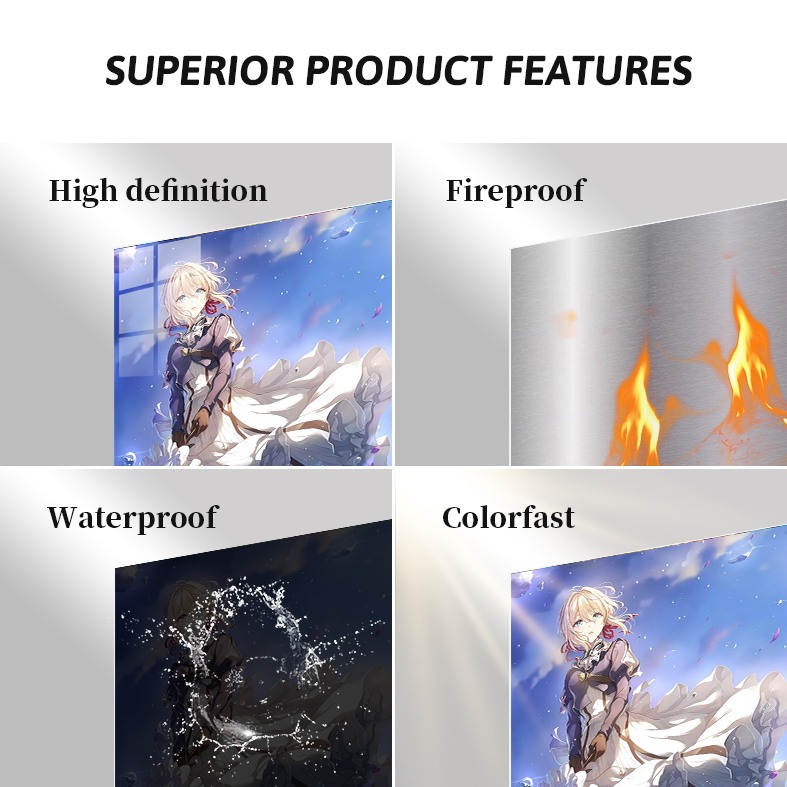 SUPERIOR PRODUCT FEATURES
High definition
Fireproof
Waterproof
Colorfast